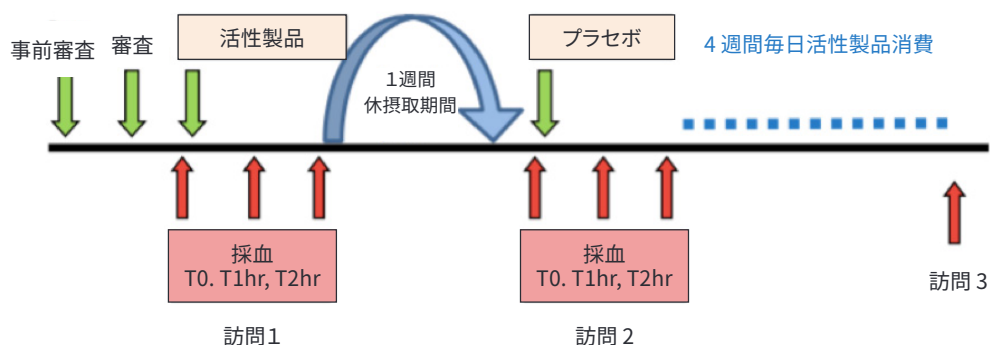 事前審査
審査
活性製品
プラセボ
4 週間毎日活性製品消費
1週間
休摂取期間
採血
T0. T1hr, T2hr
採血
T0. T1hr, T2hr
訪問1
訪問 2
訪問 3